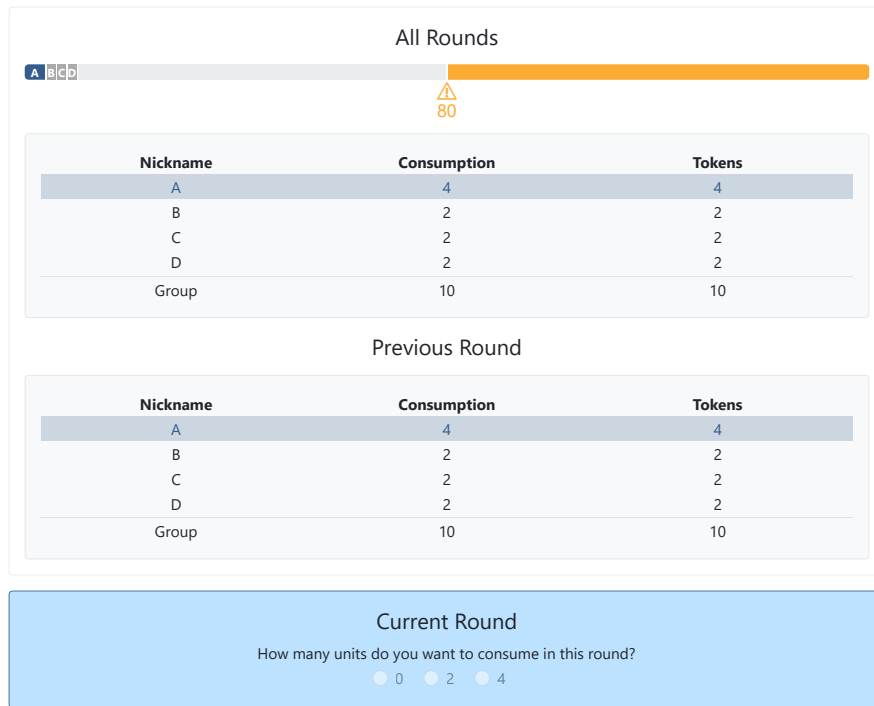 All Rounds
A B C D
80
Nickname Consumption Tokens
A 4 4
B 2 2
C 2 2
D 2 2
Group 10 10
Previous Round
Nickname Consumption Tokens
A 4 4
B 2 2
C 2 2
D 2 2
Group 10 10
Current Round
How many units do you want to consume in this round?
0 2 4